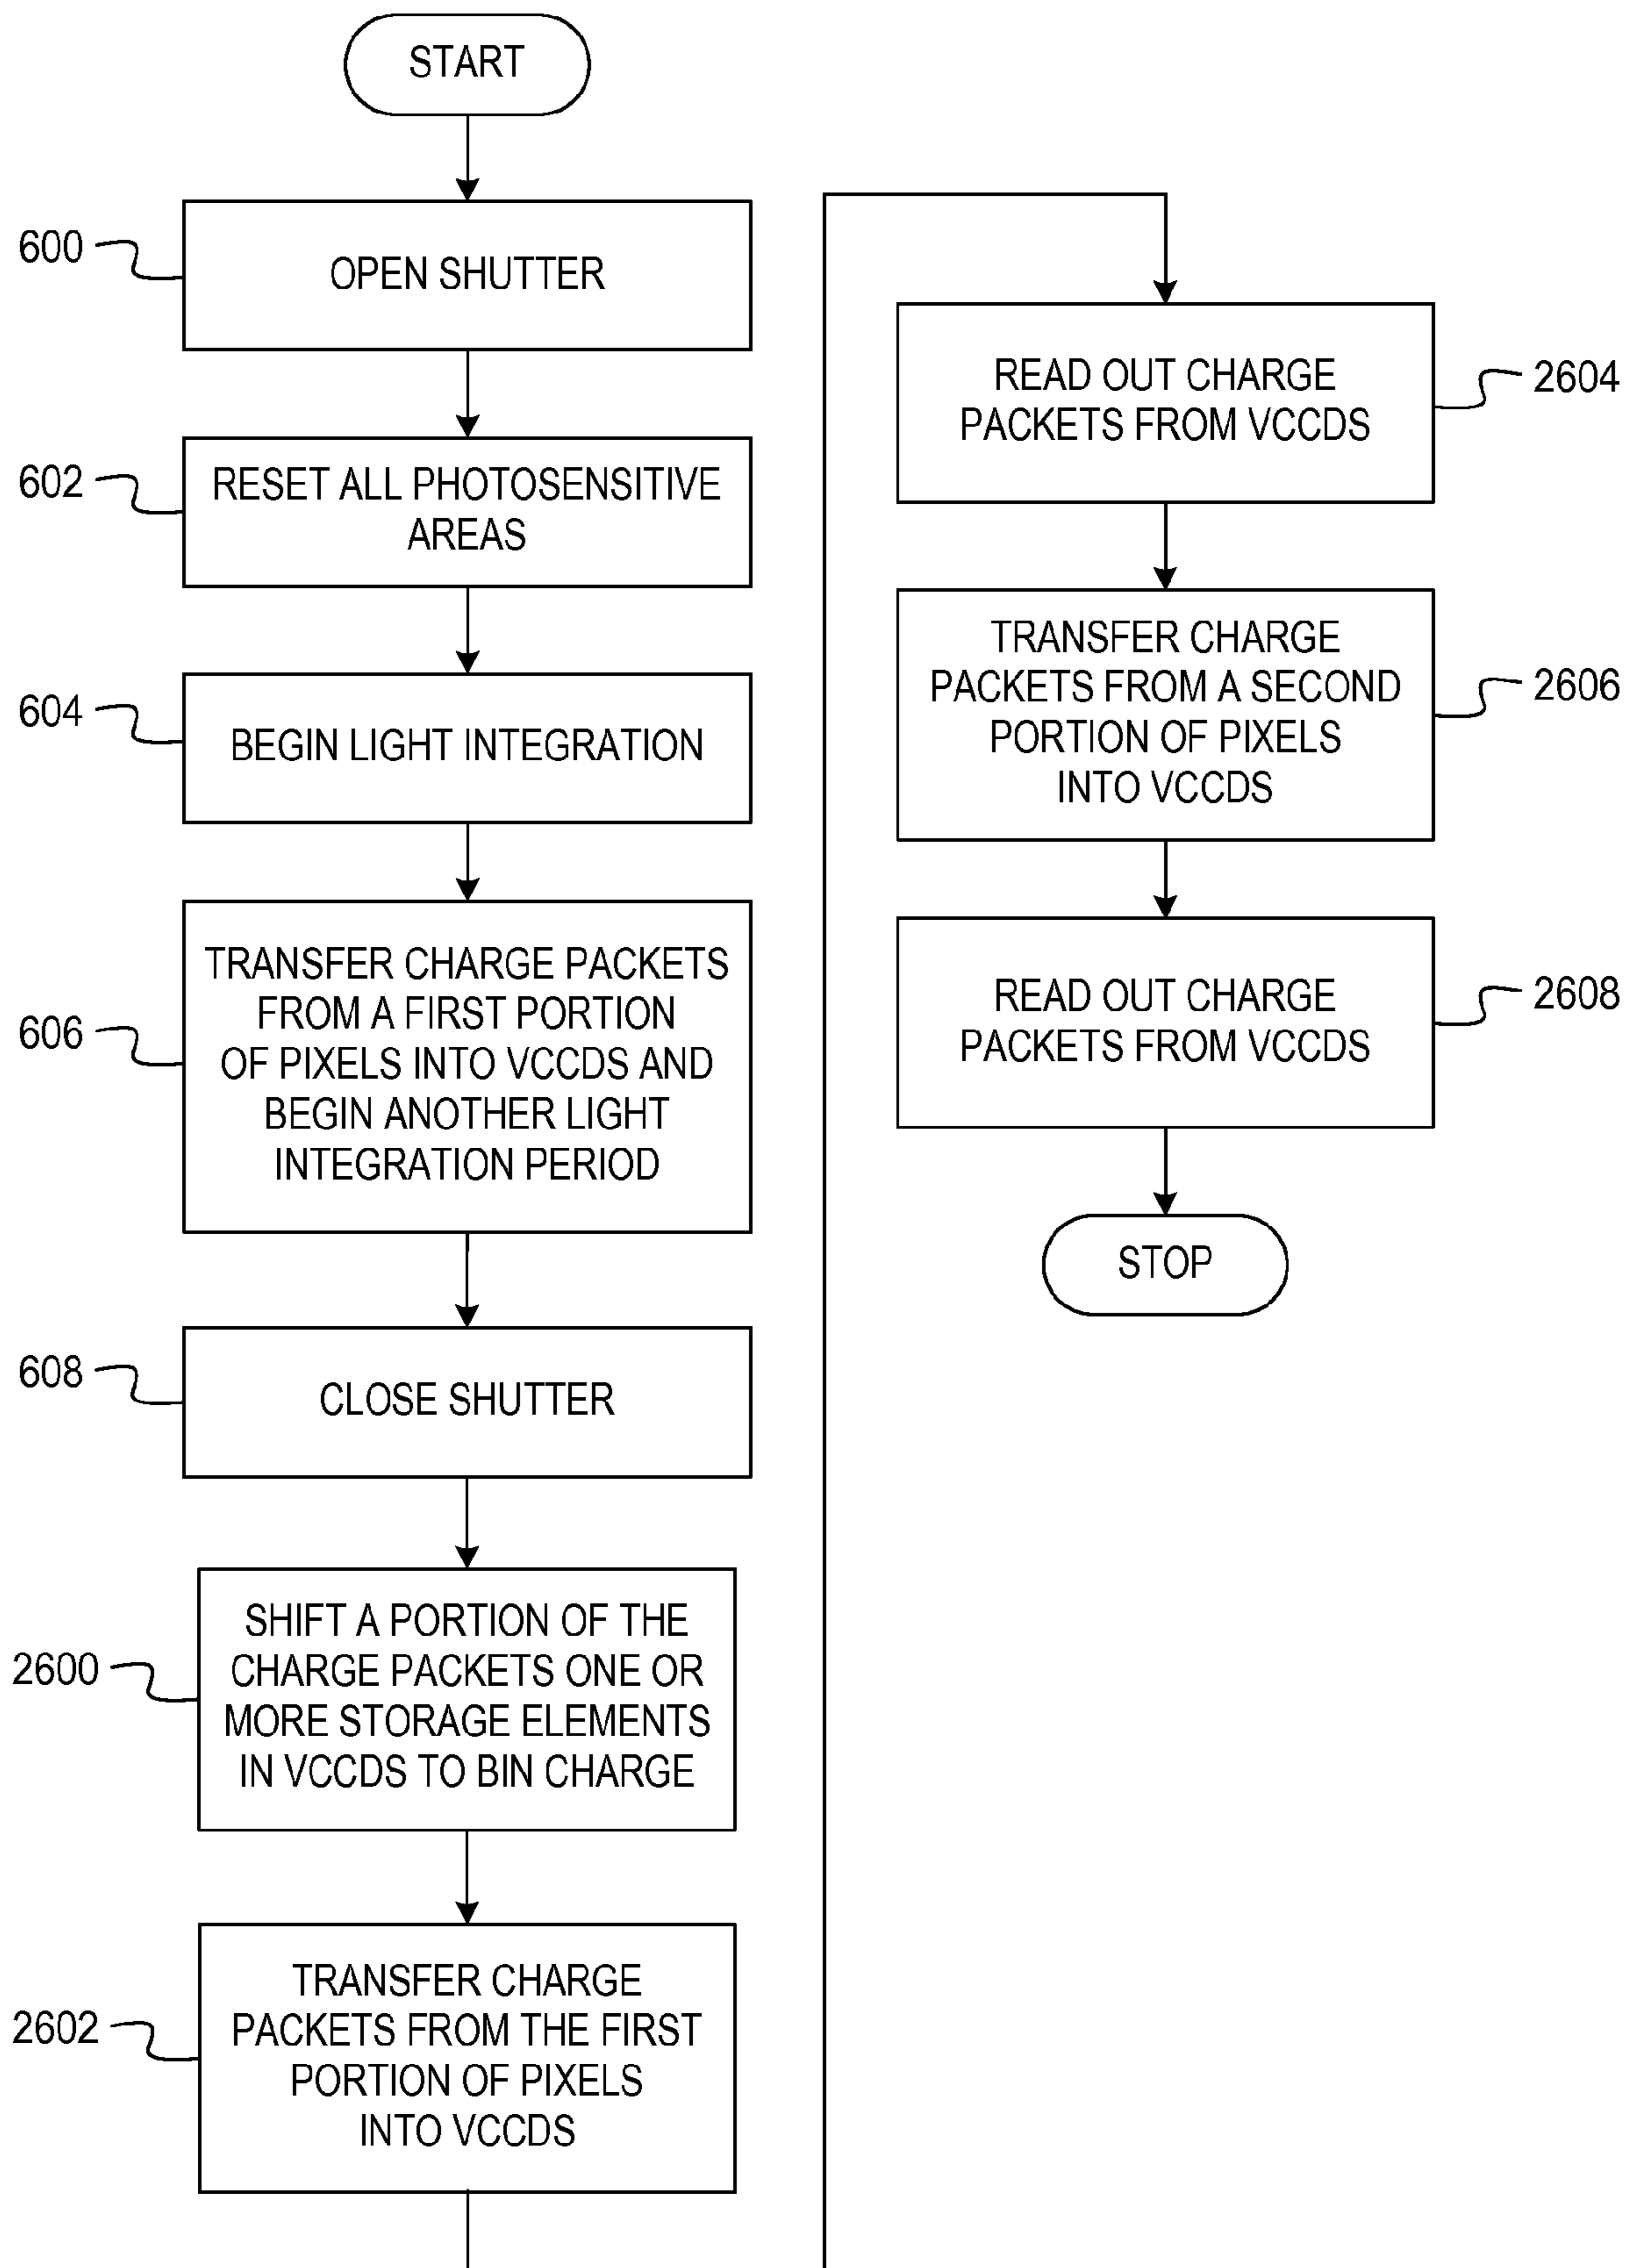 START
600
OPEN SHUTTER
602
RESET ALL PHOTOSENSITIVE
AREAS
604
BEGIN LIGHT INTEGRATION
606
TRANSFER CHARGE PACKETS
FROM A FIRST PORTION
OF PIXELS INTO VCCDS AND
BEGIN ANOTHER LIGHT
INTEGRATION PERIOD
608
CLOSE SHUTTER
2600
SHIFT A PORTION OF THE
CHARGE PACKETS ONE OR
MORE STORAGE ELEMENTS
IN VCCDS TO BIN CHARGE
2602
TRANSFER CHARGE
PACKETS FROM THE FIRST
PORTION OF PIXELS
INTO VCCDS
READ OUT CHARGE
PACKETS FROM VCCDS
2604
TRANSFER CHARGE
PACKETS FROM A SECOND
PORTION OF PIXELS
INTO VCCDS
2606
READ OUT CHARGE
PACKETS FROM VCCDS
2608
STOP